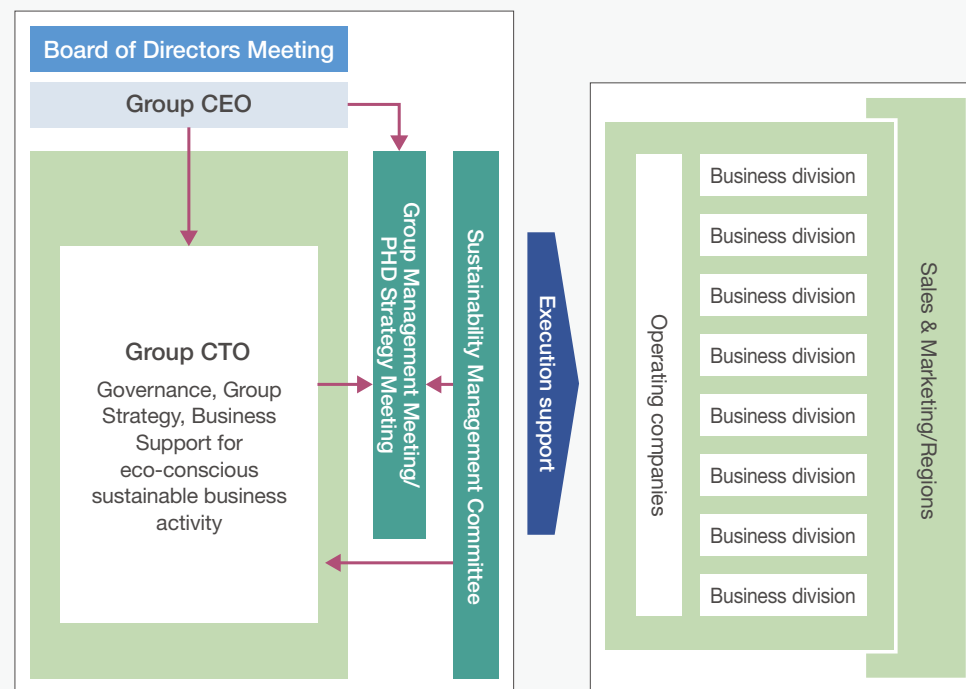 Board of Directors Meeting
Group CEO
Group CTO
Governance, Group
Strategy, Business
Support for
eco-conscious
sustainable business
activity
Group Management Meeting/
PHD Strategy Meeting
Sustainability Management Committee
Execution support
Operating companies
Business division
Business division
Business division
Business division
Business division
Business division
Business division
Business division
Sales & Marketing/Regions